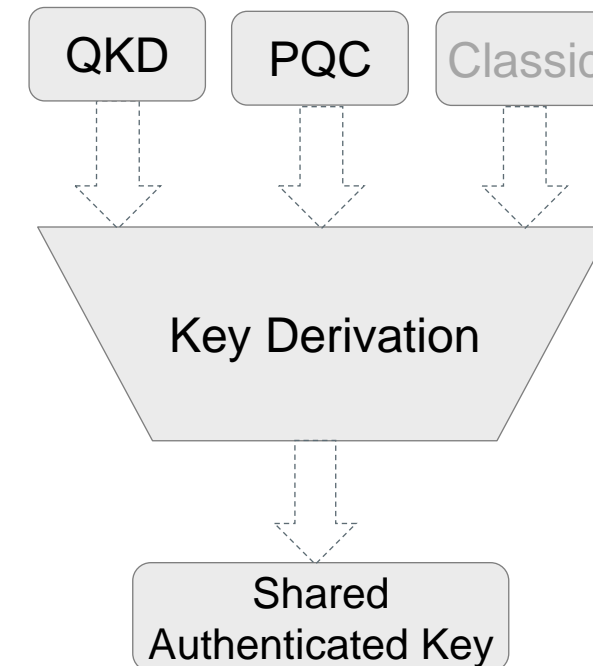 QKD
PQC
Classic
Key Derivation
Shared
Authenticated Key